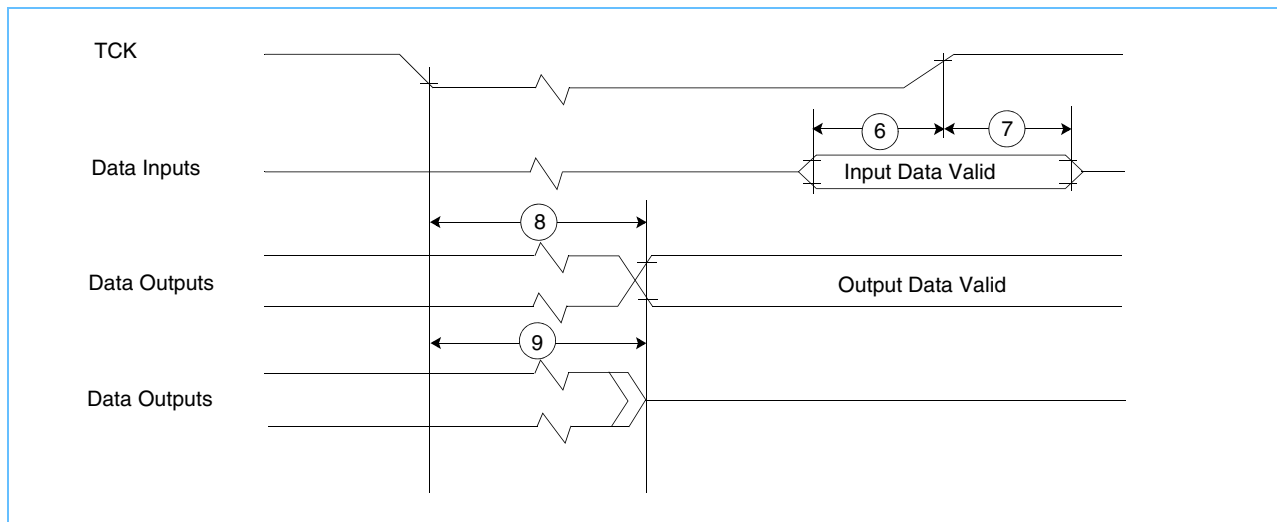 TCK
6
7
Data Inputs
Input Data Valid
8
Data Outputs
Output Data Valid
9
Data Outputs